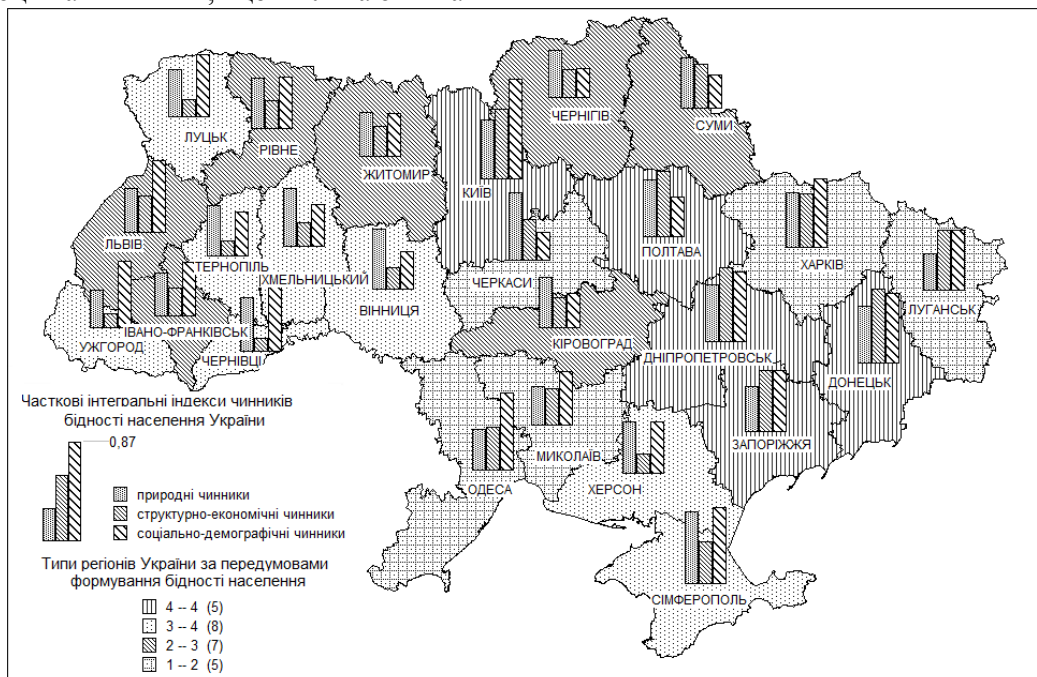 ЧЕРНІГІВ
СУМИ
ЛУЦЬК
РІВНЕ
ЖИТОМИР
КИЇВ
ЛЬВІВ
ТЕРНОПІЛЬ
ХМЕЛЬНИЦЬКИЙ
ВІННИЦЯ
ЧЕРКАСИ
ПОЛТАВА
ХАРКІВ
ЛУГАНСЬК
УЖГОРОД
ІВАНО-ФРАНКІВСЬК
ЧЕРНІВЦІ
КІРОВОГРАД
ДНІПРОПЕТРОВСЬК
ДОНЕЦЬК
ЗАПОРІЖЖЯ
МИКОЛАЇВ
ОДЕСА
ХЕРСОН
СІМФЕРОПОЛЬ
Часткові інтегральні індекси чинників
бідності населення України
0,87
природні чинники
структурно-економічні чинники
соціально-демографічні чинники
Типи регіонів України за передумовами
формування бідності населення
4 -- 4 (5)
3 -- 4 (8)
2 -- 3 (7)
1 -- 2 (5)